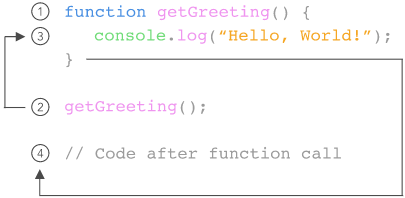 ① function getGreeting() {
③ console.log(“Hello, World!”);
}
② getGreeting();
④ // Code after function call